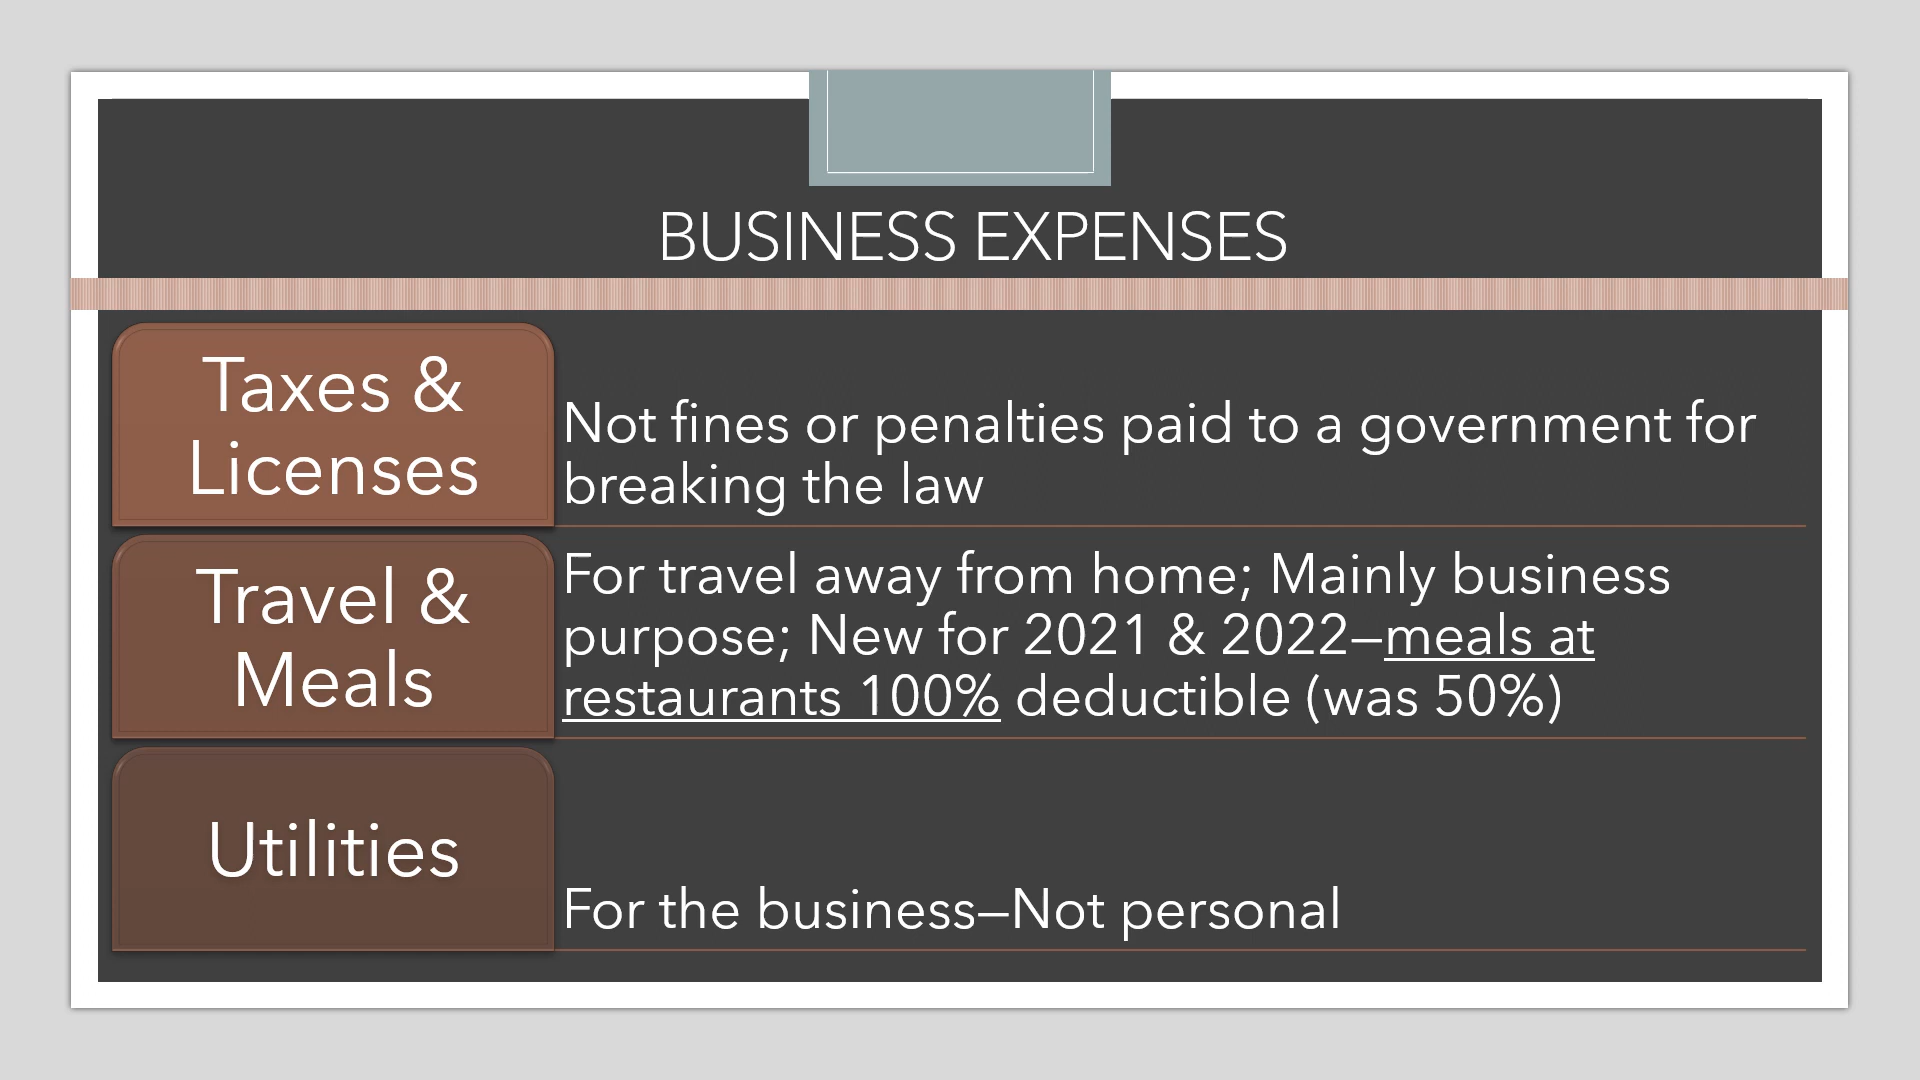 BUSINESS EXPENSES
Taxes &
Licenses
Not fines or penalties paid to a government for
breaking the law
Travel &
Meals
For travel away from home; Mainly business
purpose; New for 2021 & 2022—meals at
restaurants 100% deductible (was 50%)
Utilities
For the business—Not personal